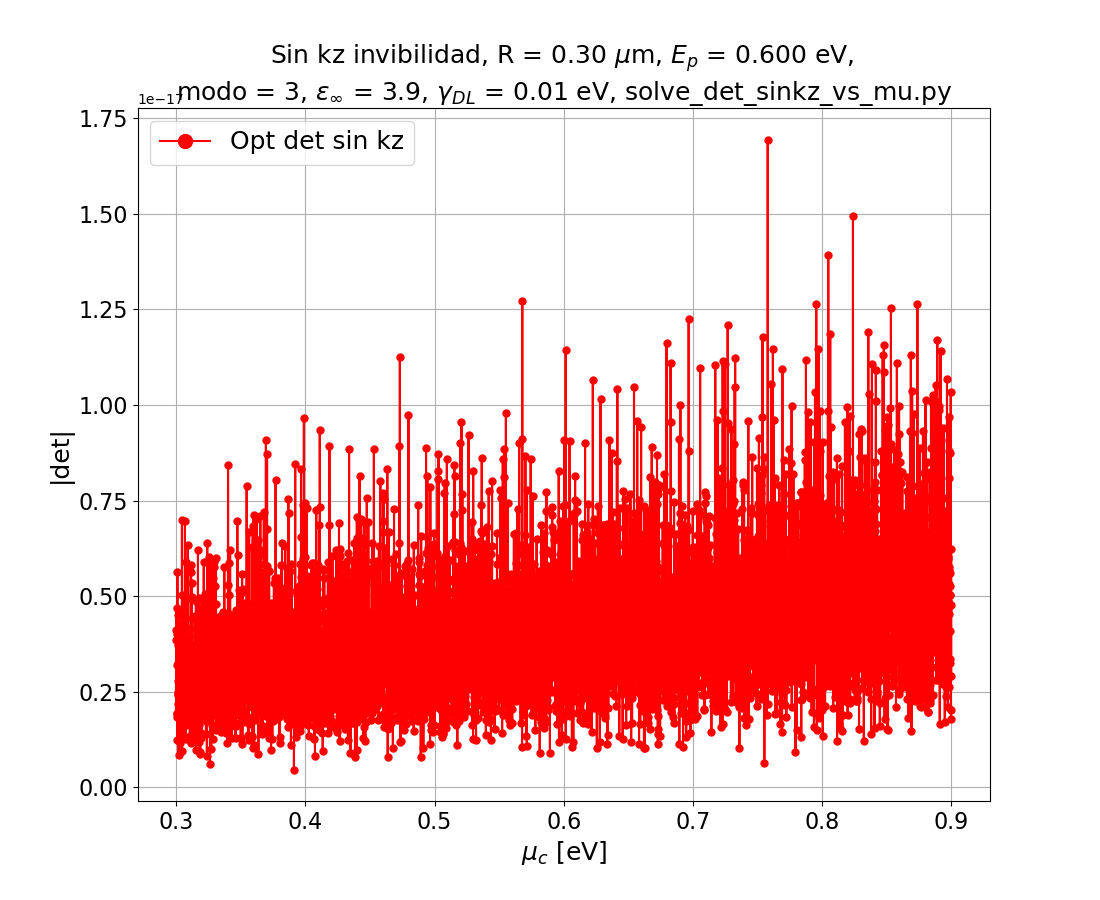 Sin kz invibilidad, R = 0.30 μm, E_p = 0.600 eV,
modo = 3, ε_∞ = 3.9, γ_DL = 0.01 eV, solve_det_sinkz_vs_mu.py
1e−17
Opt det sin kz
1.75
1.50
1.25
1.00
0.75
0.50
0.25
0.00
|det|
0.3 0.4 0.5 0.6 0.7 0.8 0.9
μ_c [eV]